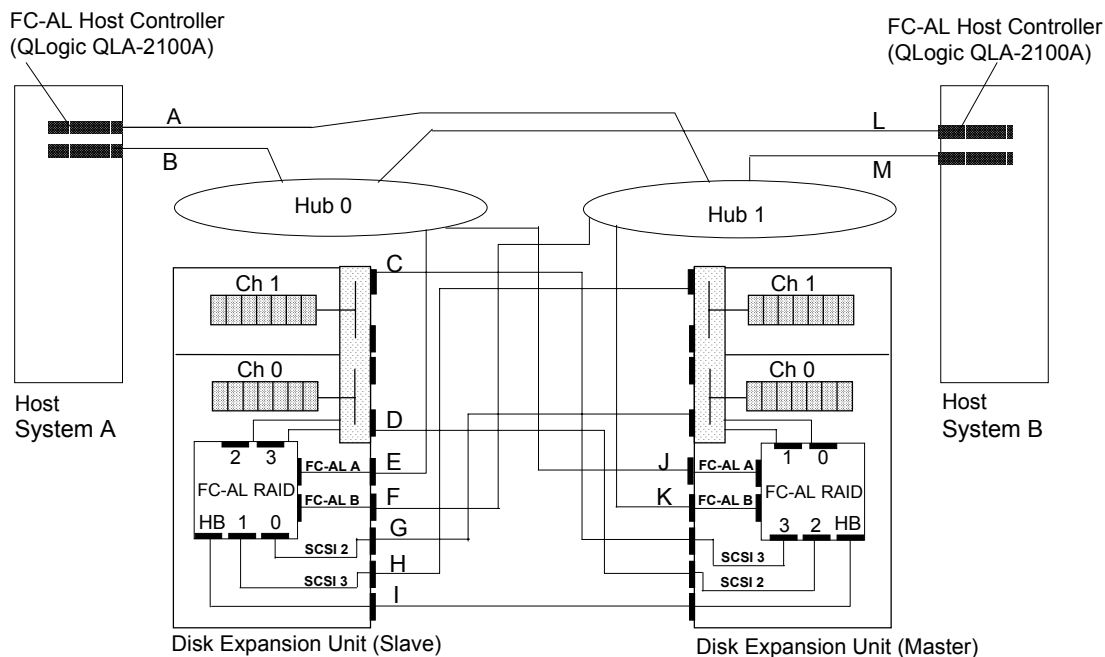 FC-AL Host Controller
(QLogic QLA-2100A)
FC-AL Host Controller
(QLogic QLA-2100A)
A
L
B
M
Hub 0
Hub 1
C
Ch 1
Ch 1
Ch 0
Ch 0
Host
System A
Host
System B
D
2 3
1 0
E
FC-AL A
J
FC-AL A
FC-AL RAID
FC-AL RAID
F
FC-AL B
K
FC-AL B
HB 1 0
3 2 HB
G
SCSI 2
SCSI 3
H
SCSI 3
SCSI 2
I
Disk Expansion Unit (Slave)
Disk Expansion Unit (Master)